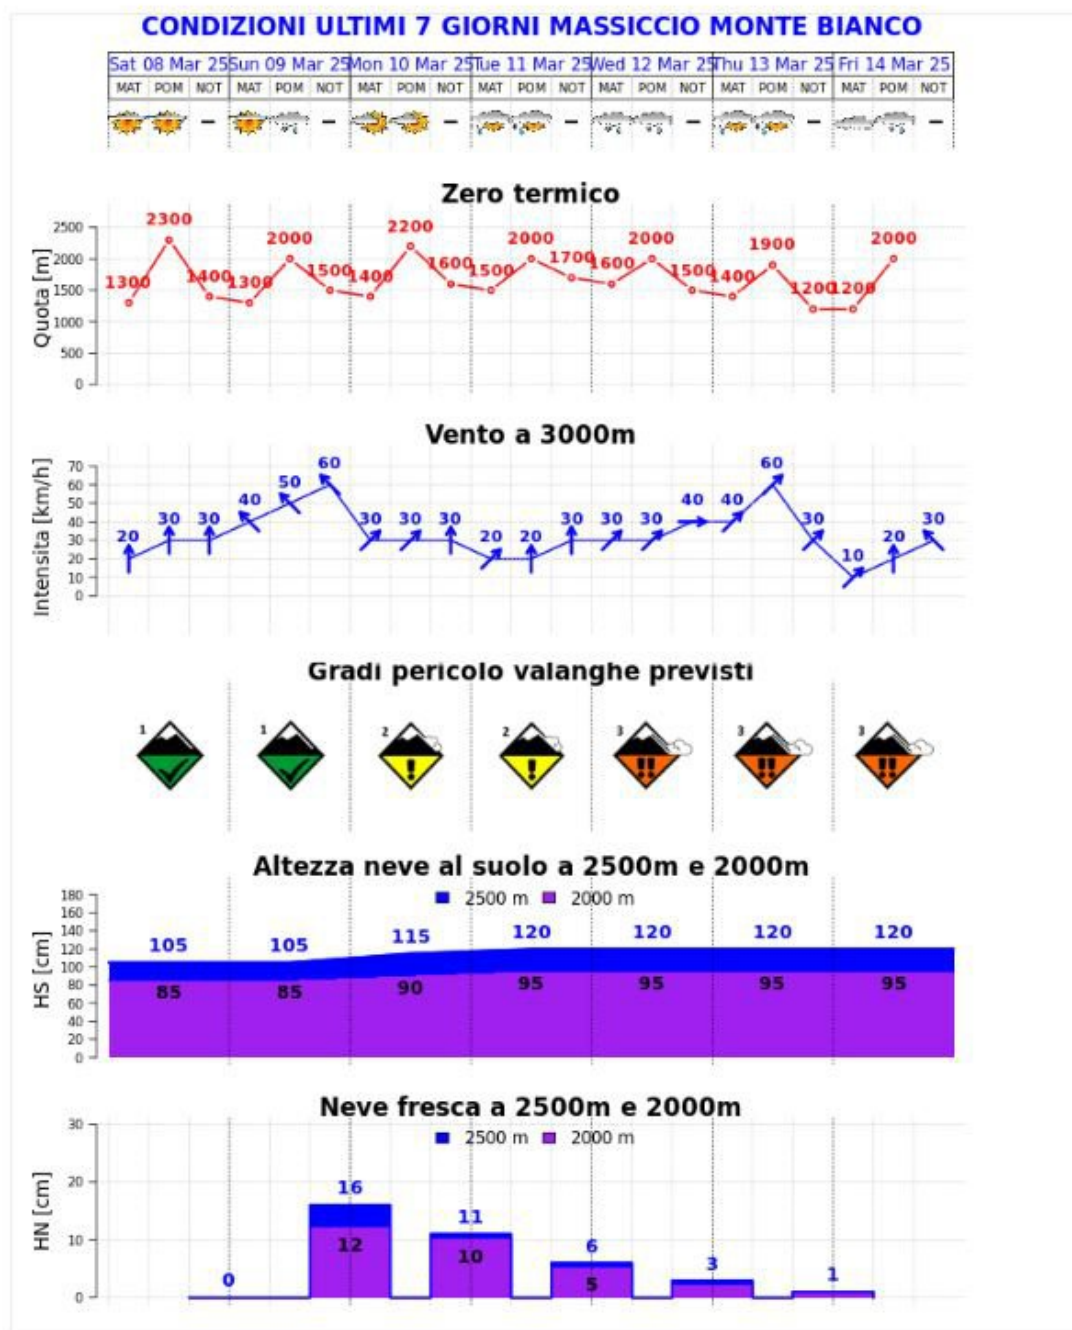 CONDIZIONI ULTIMI 7 GIORNI MASSICCIO MONTE BIANCO
Sat 08 Mar 25 Sun 09 Mar 25 Mon 10 Mar 25 Tue 11 Mar 25 Wed 12 Mar 25 Thu 13 Mar 25 Fri 14 Mar 25
MAT POM NOT MAT POM NOT MAT POM NOT MAT POM NOT MAT POM NOT MAT POM NOT MAT POM NOT
Zero termico
Quota [m]
2500
2000
1500
1000
500
0
1300 2300 1400 1300 2000 1500 1400 2200 1600 1500 2000 1700 1600 2000 1500 1400 1900 1200 1200 2000
Vento a 3000m
Intensita [km/h]
70
60
50
40
30
20
10
0
20 30 30 40 50 60 30 30 30 20 20 30 30 30 40 40 60 30 10 20 30
Gradi pericolo valanghe previsti
1 1 2 2 3 3 3
Altezza neve al suolo a 2500m e 2000m
2500 m 2000 m
HS [cm]
180
160
140
120
100
80
60
40
20
0
105 105 115 120 120 120 120
85 85 90 95 95 95 95
Neve fresca a 2500m e 2000m
2500 m 2000 m
HN [cm]
30
20
10
0
0 16 11 6 3 1
12 10 5